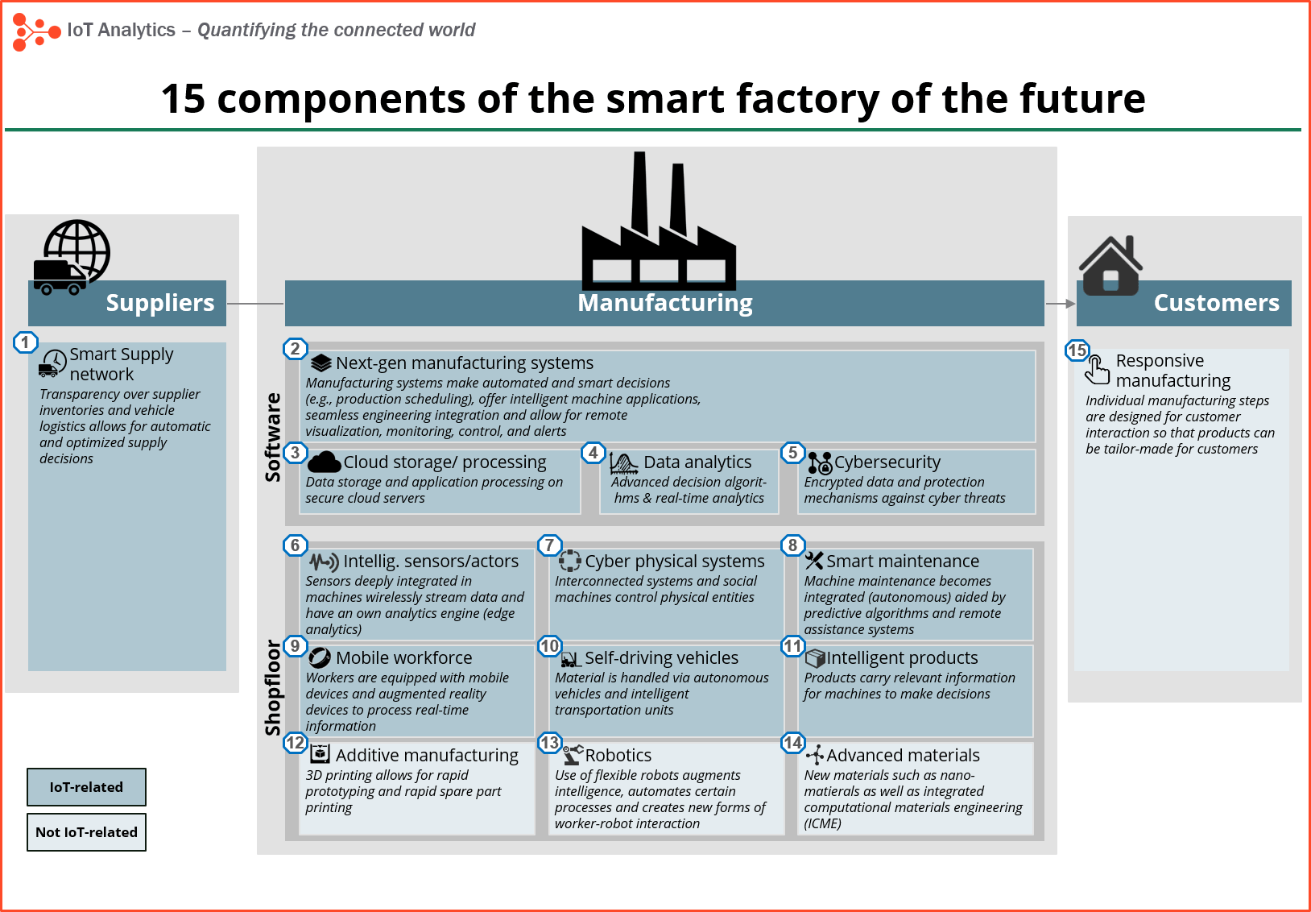 IoT Analytics – Quantifying the connected world
15 components of the smart factory of the future
Suppliers
1
Smart Supply
network
Transparency over supplier
inventories and vehicle
logistics allows for automatic
and optimized supply
decisions
Manufacturing
Software
2
Next-gen manufacturing systems
Manufacturing systems make automated and smart decisions
(e.g., production scheduling), offer intelligent machine applications,
seamless engineering integration and allow for remote
visualization, monitoring, control, and alerts
3
Cloud storage/ processing
Data storage and application processing on
secure cloud servers
4
Data analytics
Advanced decision algorit-
hms & real-time analytics
5
Cybersecurity
Encrypted data and protection
mechanisms against cyber threats
Shopfloor
6
Intellig. sensors/actors
Sensors deeply integrated in
machines wirelessly stream data and
have an own analytics engine (edge
analytics)
7
Cyber physical systems
Interconnected systems and social
machines control physical entities
8
Smart maintenance
Machine maintenance becomes
integrated (autonomous) aided by
predictive algorithms and remote
assistance systems
9
Mobile workforce
Workers are equipped with mobile
devices and augmented reality
devices to process real-time
information
10
Self-driving vehicles
Material is handled via autonomous
vehicles and intelligent
transportation units
11
Intelligent products
Products carry relevant information
for machines to make decisions
12
Additive manufacturing
3D printing allows for rapid
prototyping and rapid spare part
printing
13
Robotics
Use of flexible robots augments
intelligence, automates certain
processes and creates new forms of
worker-robot interaction
14
Advanced materials
New materials such as nano-
matierals as well as integrated
computational materials engineering
(ICME)
Customers
15
Responsive
manufacturing
Individual manufacturing steps
are designed for customer
interaction so that products can
be tailor-made for customers
IoT-related
Not IoT-related